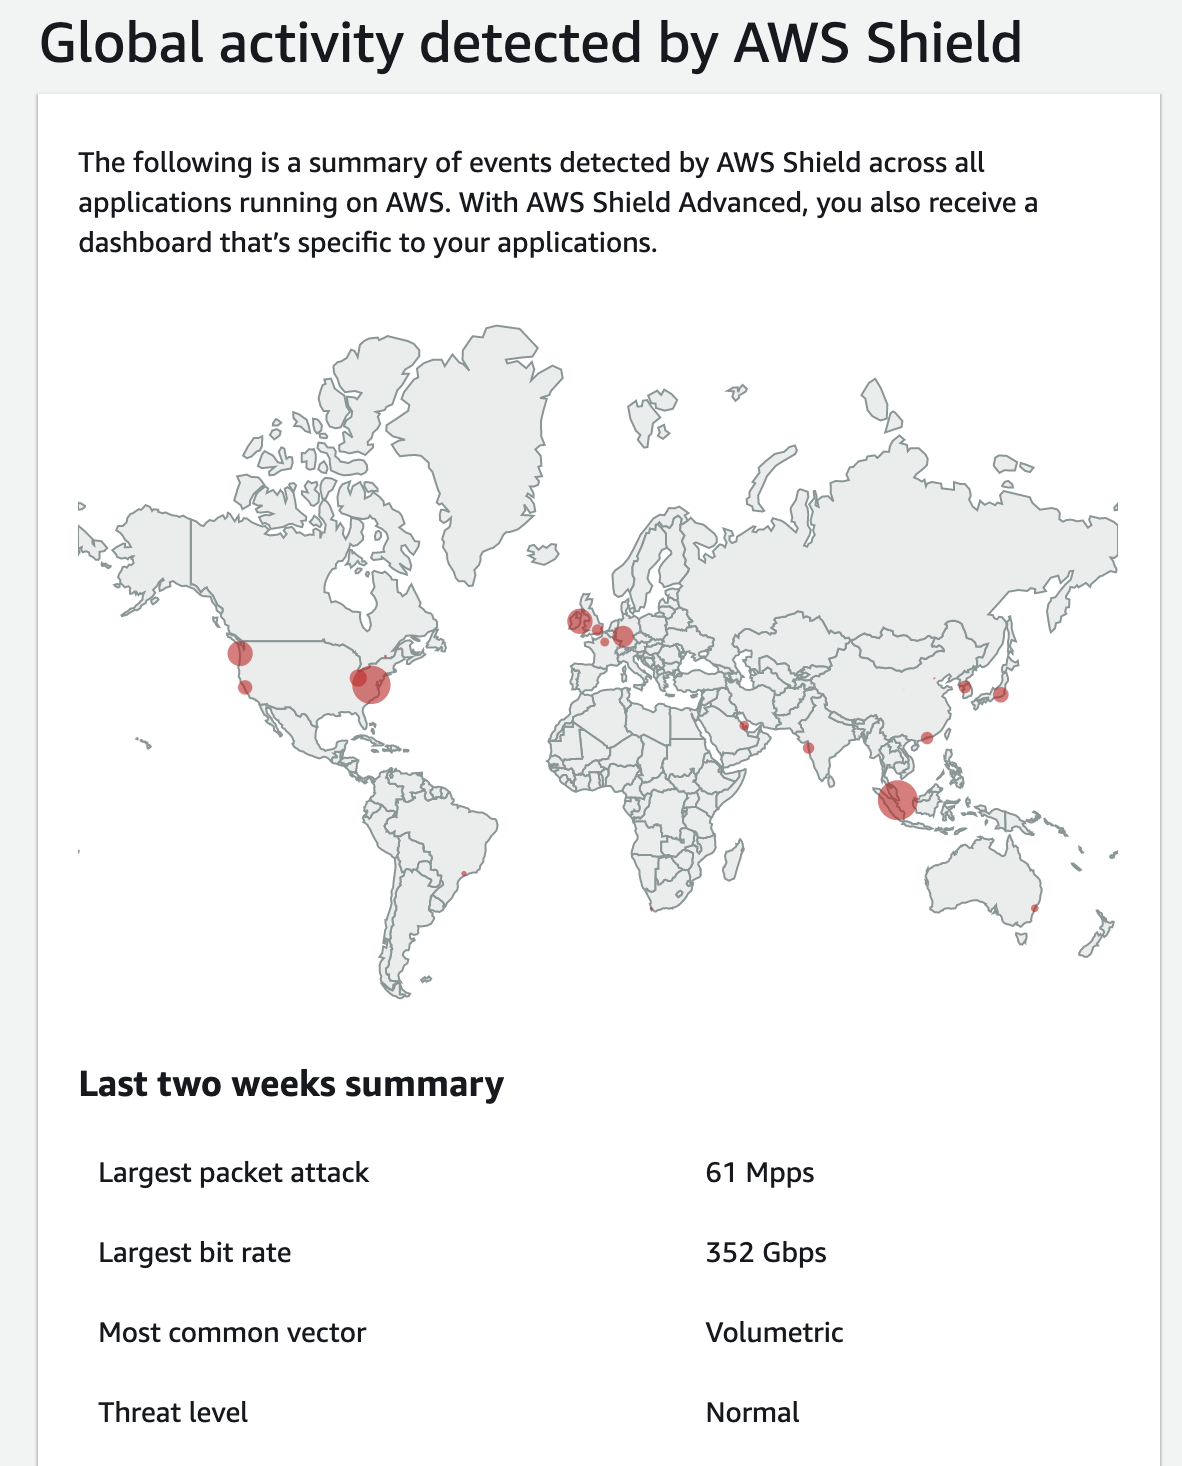 Global activity detected by AWS Shield
The following is a summary of events detected by AWS Shield across all
applications running on AWS. With AWS Shield Advanced, you also receive a
dashboard that’s specific to your applications.
Last two weeks summary
Largest packet attack 61 Mpps
Largest bit rate 352 Gbps
Most common vector Volumetric
Threat level Normal